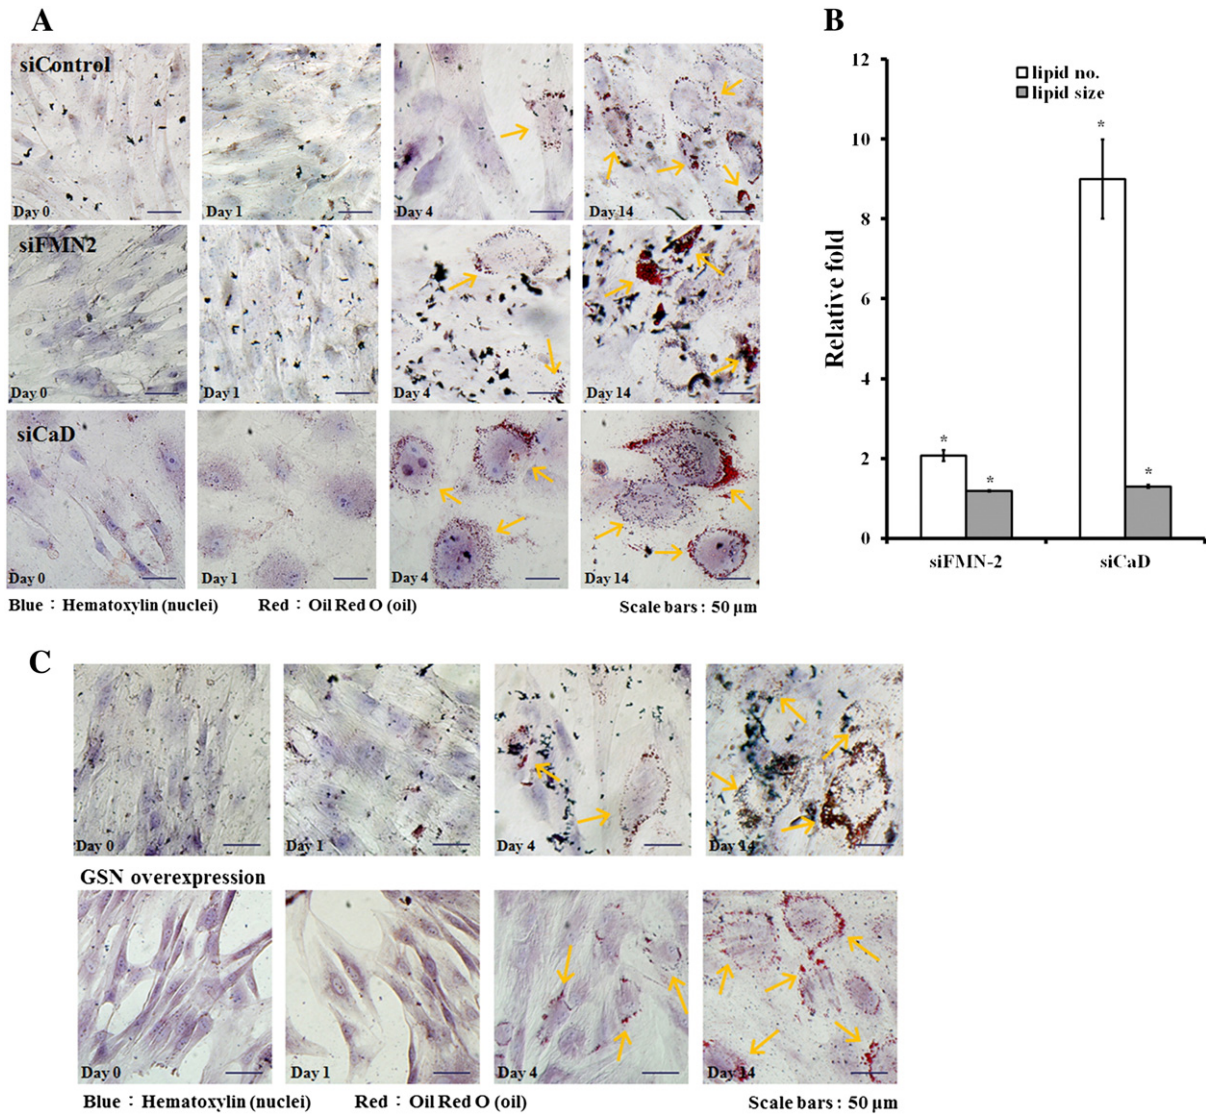 A
siControl
Day 0
Day 1
Day 4
Day 14
siFMN2
Day 0
Day 1
Day 4
Day 14
siCaD
Day 0
Day 1
Day 4
Day 14
Blue : Hematoxylin (nuclei) Red : Oil Red O (oil) Scale bars : 50 μm
B
Relative fold
12
10
8
6
4
2
0
lipid no.
lipid size
*
*
*
*
siFMN-2
siCaD
C
Day 0
Day 1
Day 4
Day 14
GSN overexpression
Day 0
Day 1
Day 4
Day 14
Blue : Hematoxylin (nuclei) Red : Oil Red O (oil) Scale bars : 50 μm